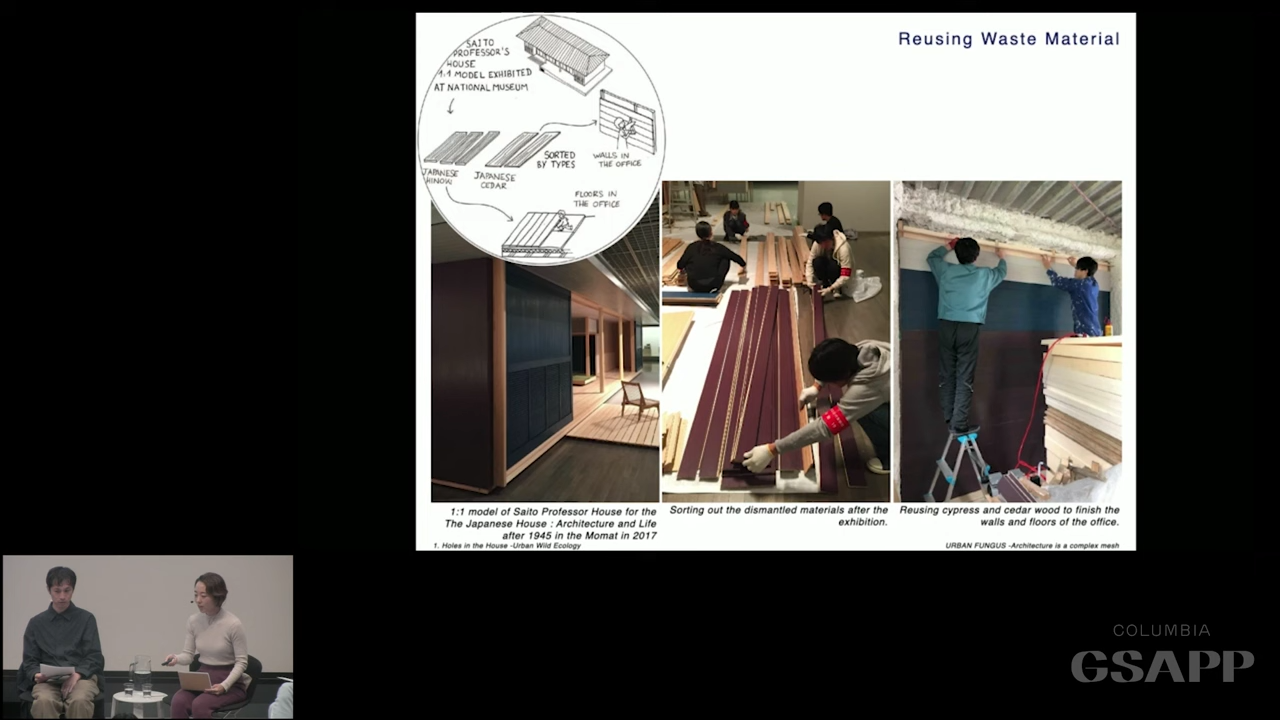 Reusing Waste Material
SAITO
PROFESSOR'S
HOUSE
1:1 MODEL EXHIBITED
AT NATIONAL MUSEUM
SORTED
BY TYPES
WALLS IN
THE OFFICE
JAPANESE
HINOKI
JAPANESE
CEDAR
FLOORS IN
THE OFFICE
1:1 model of Saito Professor House for the
The Japanese House : Architecture and Life
after 1945 in the Momat in 2017
Sorting out the dismantled materials after the
exhibition.
Reusing cypress and cedar wood to finish the
walls and floors of the office.
1. Holes in the House -Urban Wild Ecology
URBAN FUNGUS -Architecture is a complex mesh
COLUMBIA
GSAPP